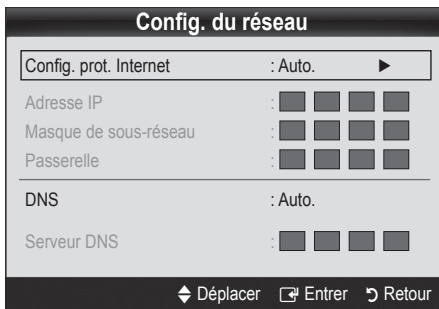 Config. du réseau
Config. prot. Internet : Auto. ►
Adresse IP :
Masque de sous-réseau :
Passerelle :
DNS : Auto.
Serveur DNS :
Déplacer Entrer Retour